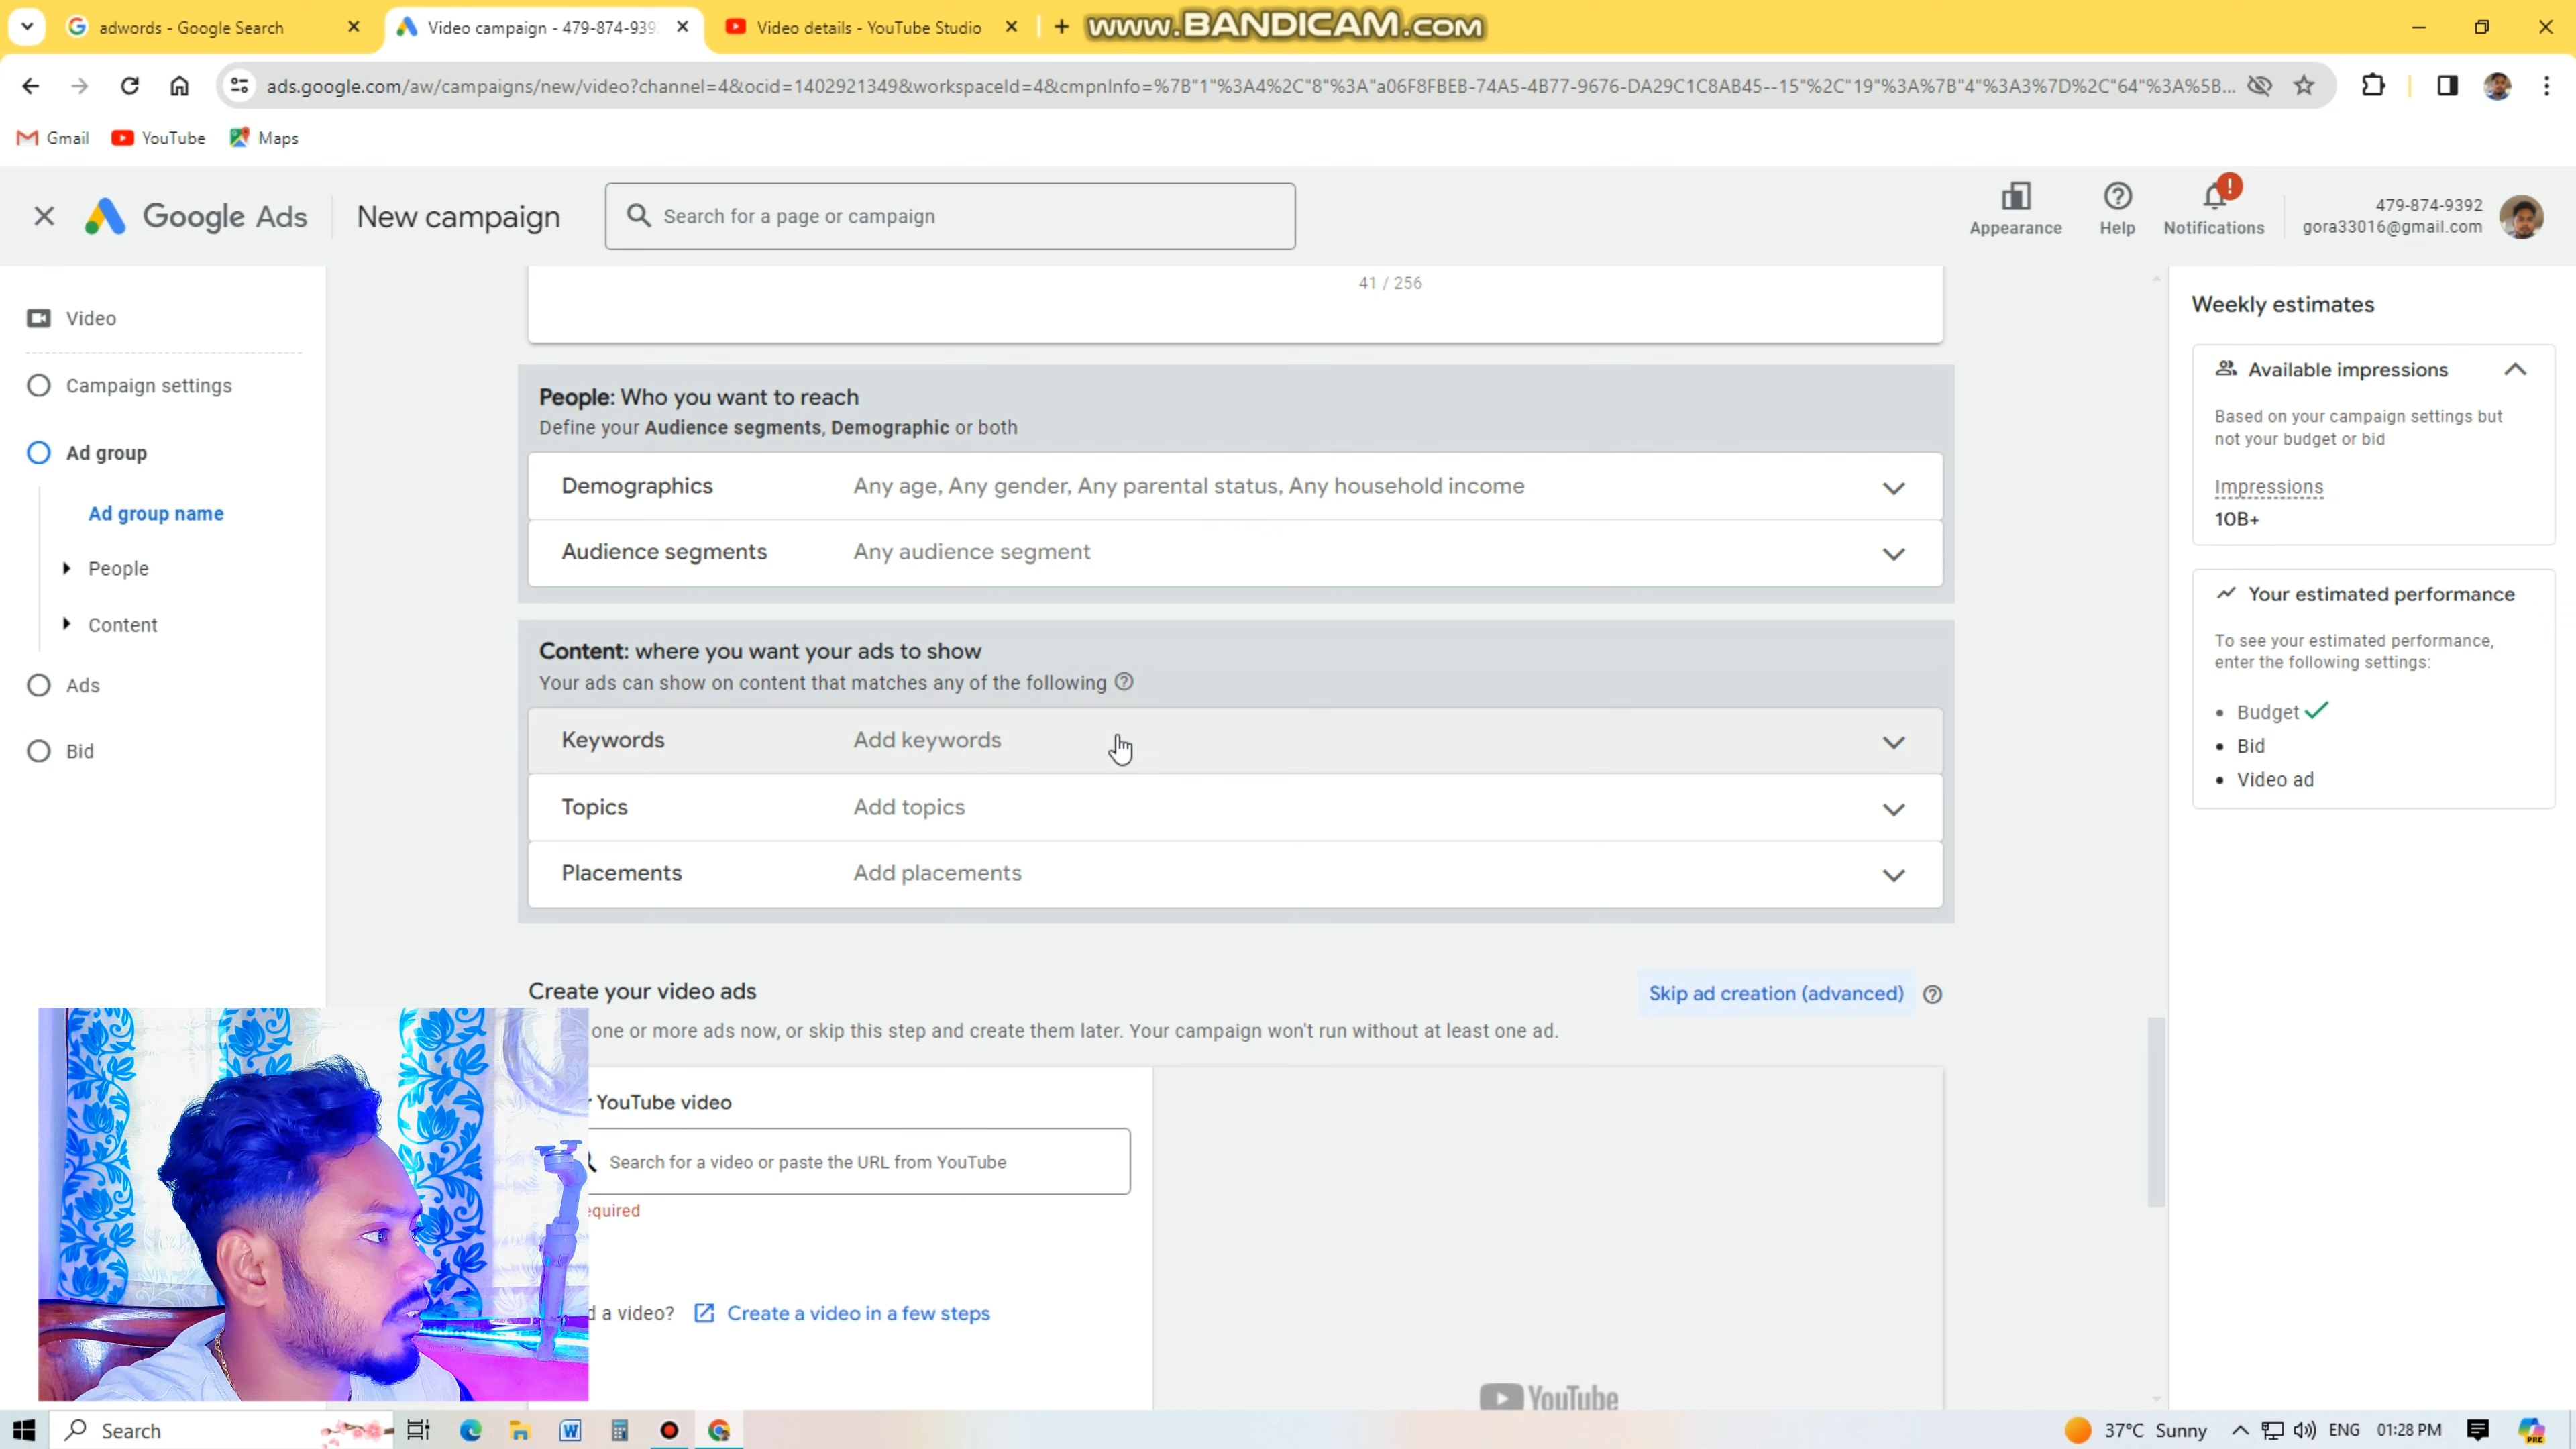 adwords - Google Search
Video campaign - 479-874-939
Video details - YouTube Studio
www.BANDICAM.com
ads.google.com/aw/campaigns/new/video?channel=4&ocid=1402921349&workspaceId=4&cmpnInfo=%7B"1"%3A4%2C"8"%3A"a06F8FBEB-74A5-4B77-9676-DA29C1C8AB45--15"%2C"19"%3A%7B"4"%3A3%7D%2C"64"%3A%5B...
Gmail
YouTube
Maps
Google Ads
New campaign
Search for a page or campaign
Appearance
Help
Notifications
479-874-9392
gora33016@gmail.com
Video
Campaign settings
Ad group
Ad group name
People
Content
Ads
Bid
41 / 256
People: Who you want to reach
Define your Audience segments, Demographic or both
Demographics Any age, Any gender, Any parental status, Any household income
Audience segments Any audience segment
Content: where you want your ads to show
Your ads can show on content that matches any of the following
Keywords Add keywords
Topics Add topics
Placements Add placements
Create your video ads
Skip ad creation (advanced)
one or more ads now, or skip this step and create them later. Your campaign won't run without at least one ad.
YouTube video
Search for a video or paste the URL from YouTube
equired
a video? Create a video in a few steps
YouTube
Weekly estimates
Available impressions
Based on your campaign settings but
not your budget or bid
Impressions
10B+
Your estimated performance
To see your estimated performance,
enter the following settings:
• Budget
• Bid
• Video ad
Search
37°C Sunny
ENG
01:28 PM
PRE